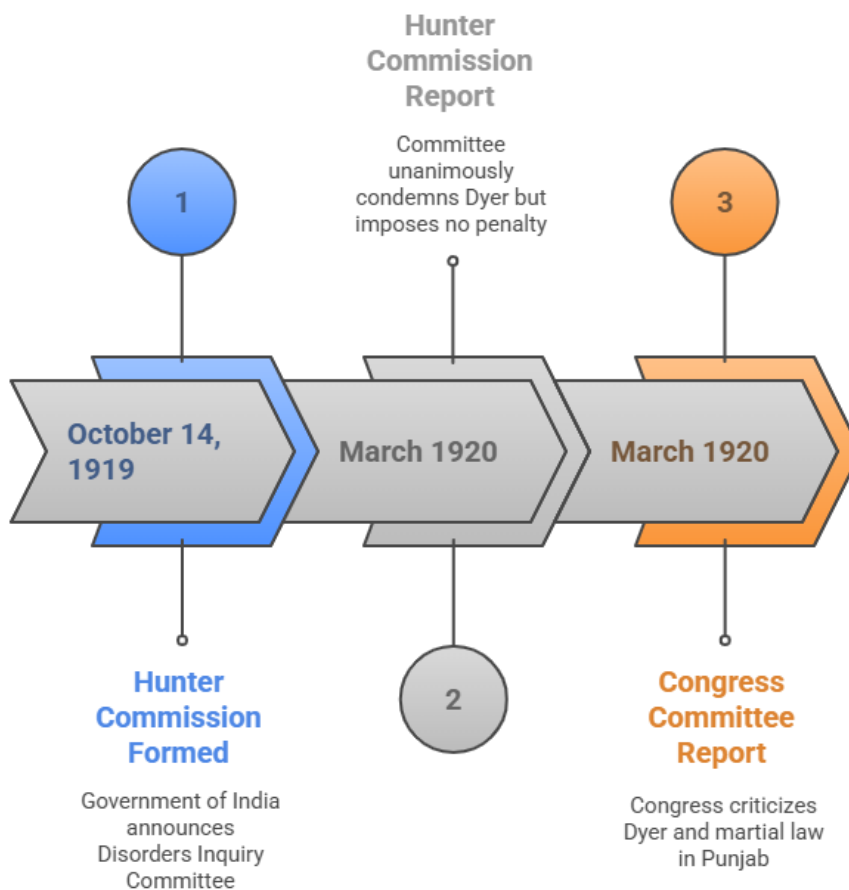 Hunter
Commission
Report
Committee
unanimously
condemns Dyer but
imposes no penalty
1
3
October 14,
1919
March 1920
March 1920
2
Hunter
Commission
Formed
Government of India
announces
Disorders Inquiry
Committee
Congress
Committee
Report
Congress criticizes
Dyer and martial law
in Punjab